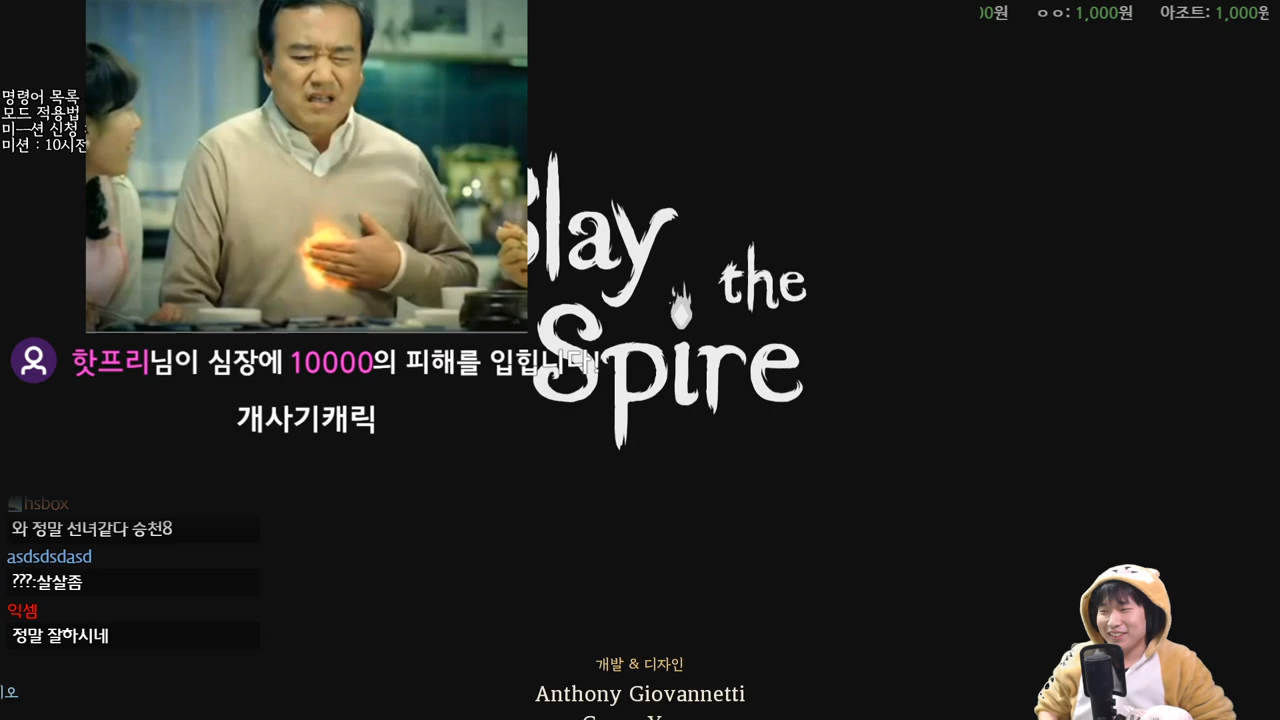 00원 ㅇㅇ: 1,000원 아조트: 1,000원
명령어 목록
모드 적용법
미—션 신청
미션 : 10시전
Slay
the
Spire
핫프리님이 심장에 10000의 피해를 입힙니다!
개사기캐릭
hsbox
와 정말 선녀같다 승천8
asdsdsdasd
???:살살좀
익셈
정말 잘하시네
개발 & 디자인
Anthony Giovannetti